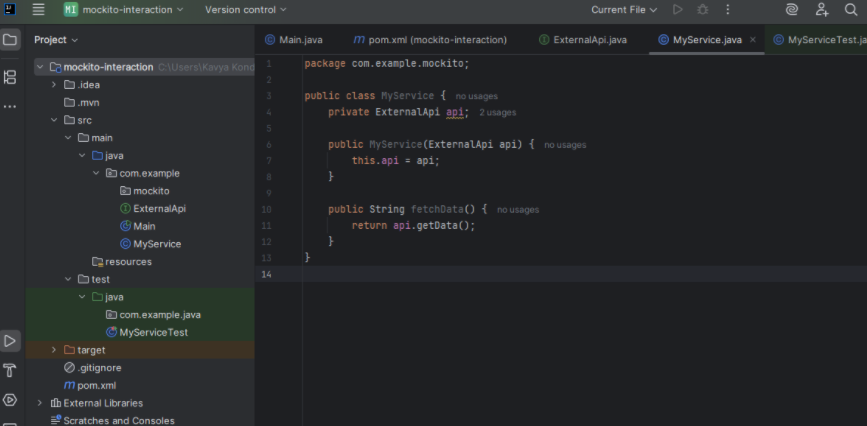 MI mockito-interaction Version control Current File
Project
Main.java
pom.xml (mockito-interaction)
ExternalApi.java
MyService.java
MyServiceTest.ja
mockito-interaction C:\Users\Kavya Kono
.idea
.mvn
src
main
java
com.example
mockito
ExternalApi
Main
MyService
resources
test
java
com.example.java
MyServiceTest
target
.gitignore
pom.xml
External Libraries
Scratches and Consoles
1 package com.example.mockito;
2
3 public class MyService { no usages
4 private ExternalApi api; 2 usages
5
6 public MyService(ExternalApi api) { no usages
7 this.api = api;
8 }
9
10 public String fetchData() { no usages
11 return api.getData();
12 }
13 }
14